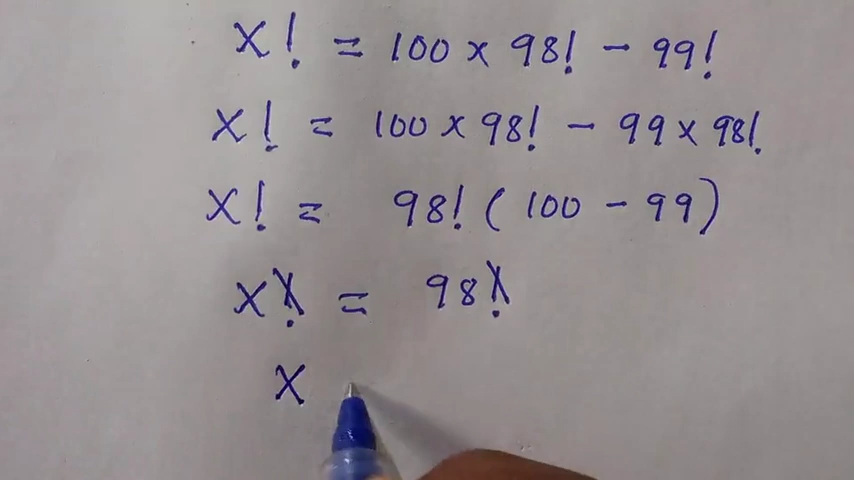 x! = 100 x 98! - 99!
x! = 100 x 98! - 99 x 98!
x! = 98! (100 - 99)
x! = 98!
x